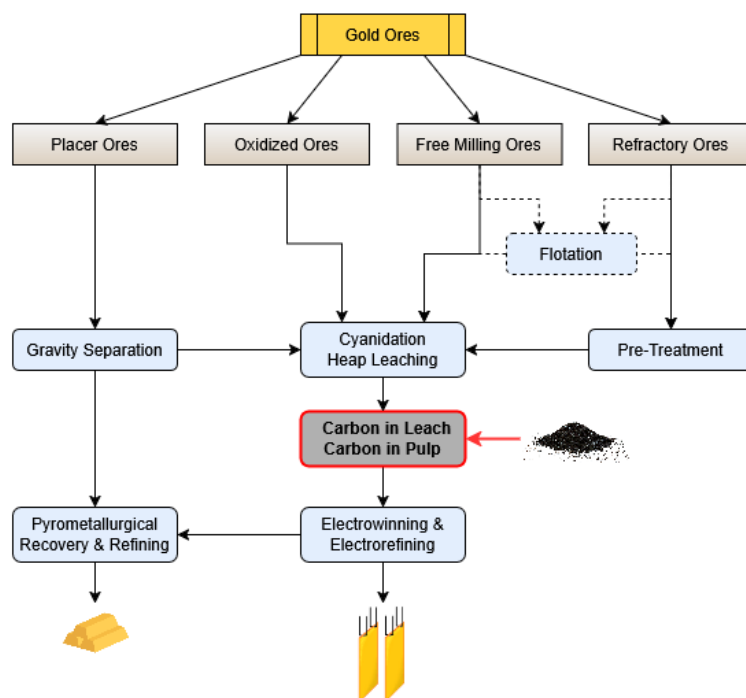 Gold Ores
Placer Ores
Oxidized Ores
Free Milling Ores
Refractory Ores
Flotation
Gravity Separation
Cyanidation
Heap Leaching
Pre-Treatment
Carbon in Leach
Carbon in Pulp
Pyrometallurgical
Recovery & Refining
Electrowinning &
Electrorefining